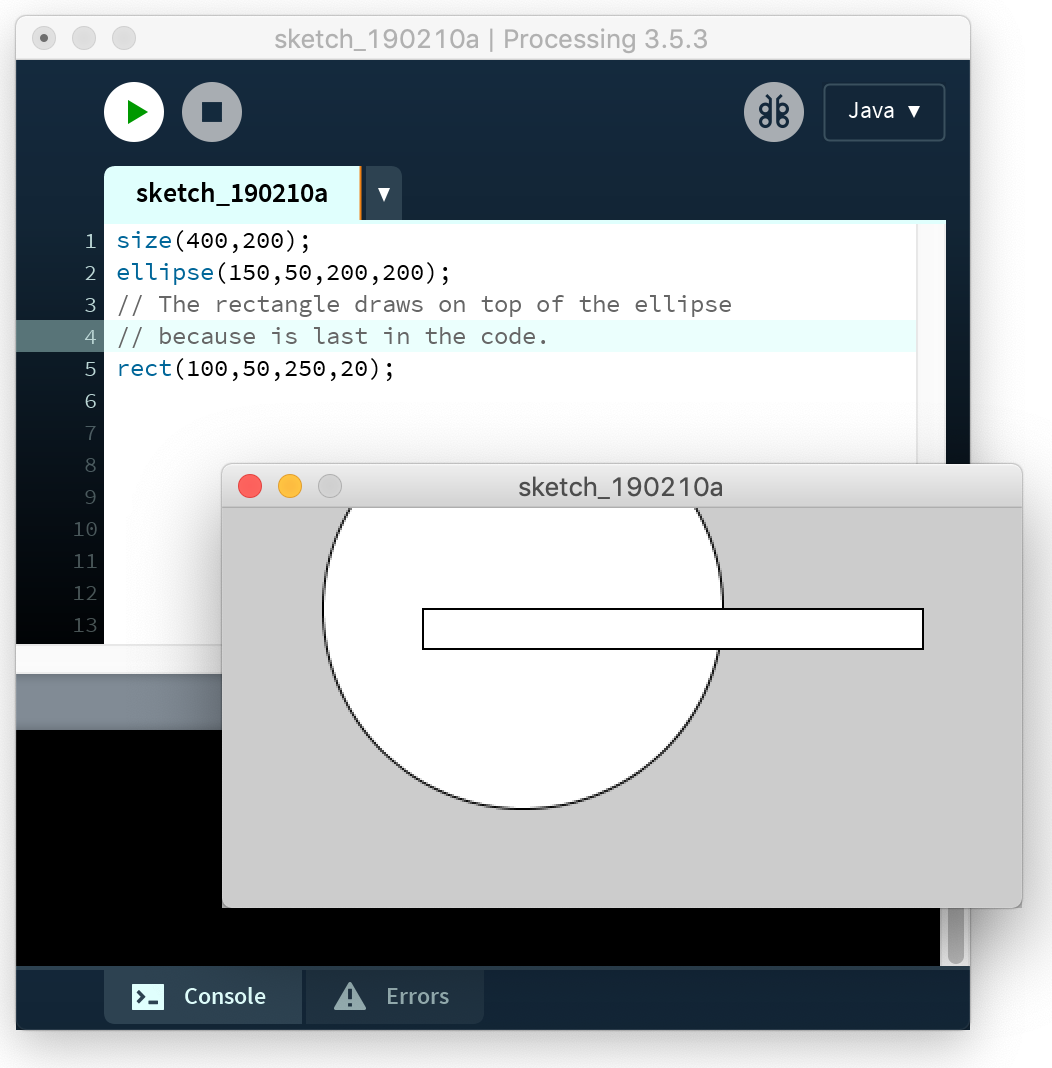 sketch_190210a | Processing 3.5.3
Java ▼
sketch_190210a ▼
1 size(400,200);
2 ellipse(150,50,200,200);
3 // The rectangle draws on top of the ellipse
4 // because is last in the code.
5 rect(100,50,250,20);
6
7
8
9
10
11
12
13
sketch_190210a
Console
Errors